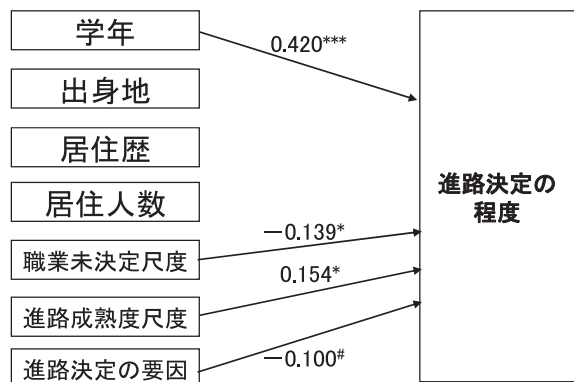 学年
0.420***
出身地
居住歴
居住人数
進路決定の
程度
職業未決定尺度
－0.139*
進路成熟度尺度
0.154*
進路決定の要因
－0.100#